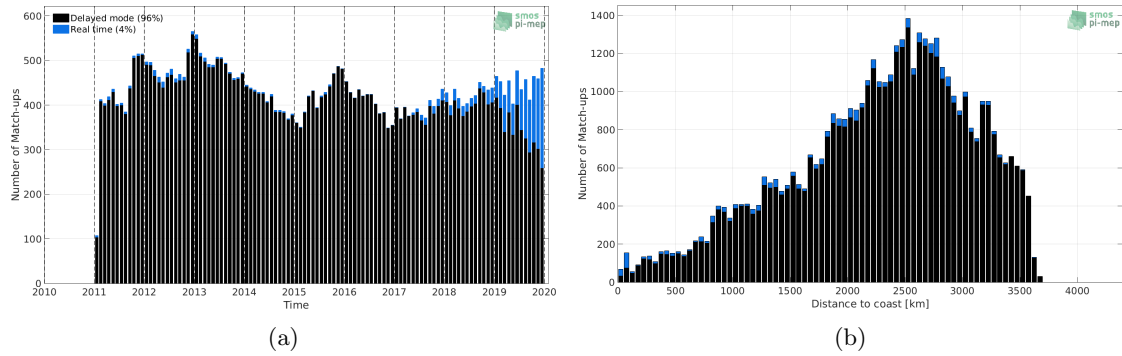 Delayed mode (96%)
Real time (4%)
smos
pi-mep
600
500
400
300
200
100
0
Number of Match-ups
2010 2011 2012 2013 2014 2015 2016 2017 2018 2019 2020
Time
(a)
smos
pi-mep
1400
1200
1000
800
600
400
200
0
Number of Match-ups
0 500 1000 1500 2000 2500 3000 3500 4000
Distance to coast [km]
(b)